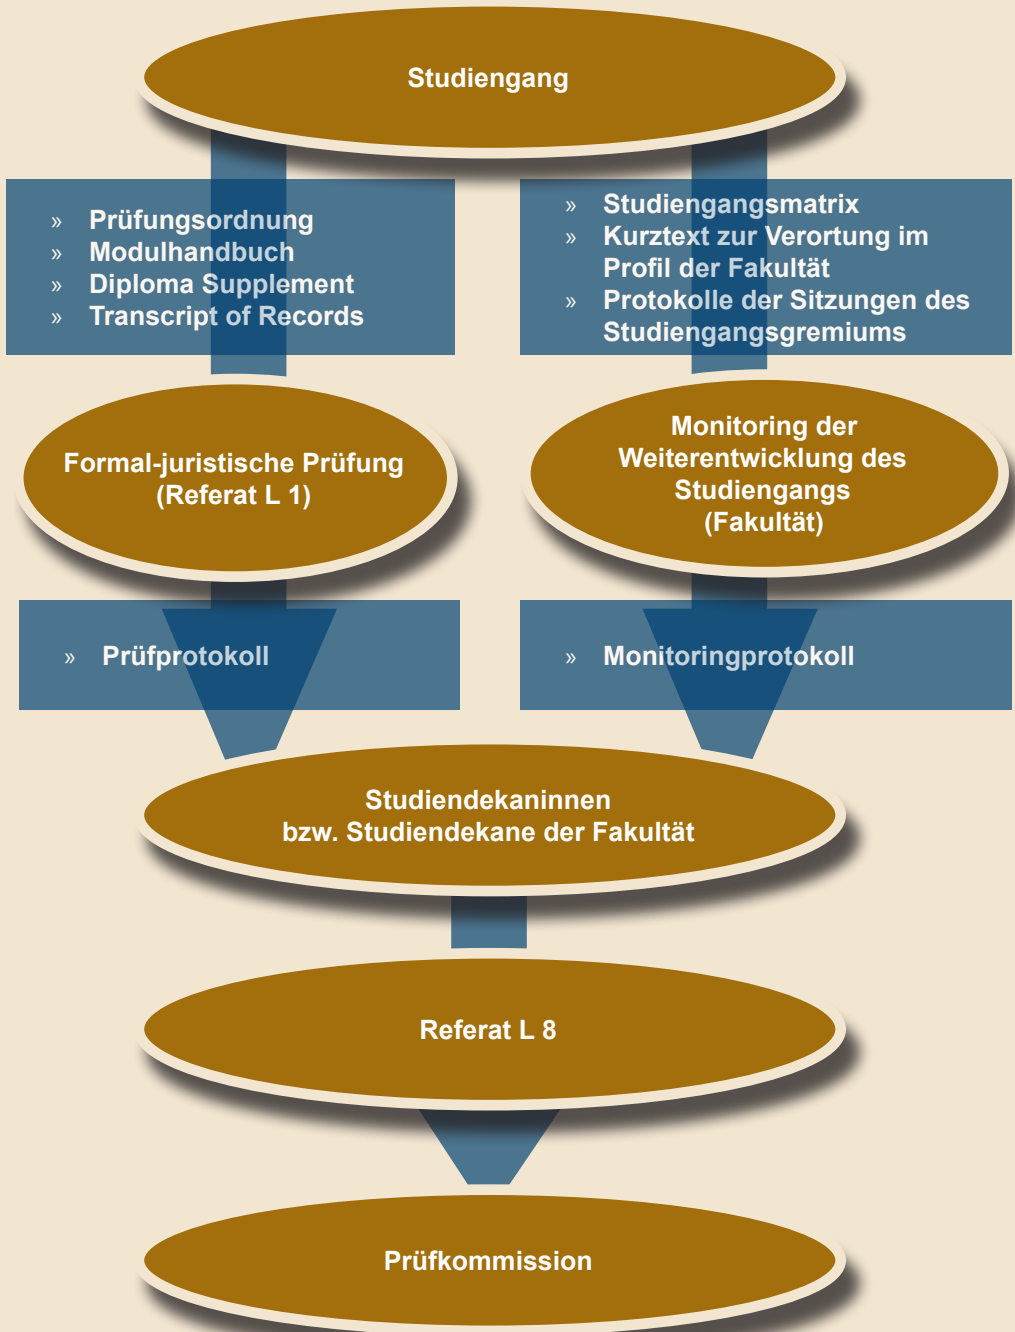 Studiengang
» Prüfungsordnung
» Modulhandbuch
» Diploma Supplement
» Transcript of Records
» Studiengangsmatrix
» Kurztext zur Verortung im
Profil der Fakultät
» Protokolle der Sitzungen des
Studiengangsgremiums
Formal-juristische Prüfung
(Referat L 1)
Monitoring der
Weiterentwicklung des
Studiengangs
(Fakultät)
» Prüfprotokoll
» Monitoringprotokoll
Studiendekaninnen
bzw. Studiendekane der Fakultät
Referat L 8
Prüfkommission